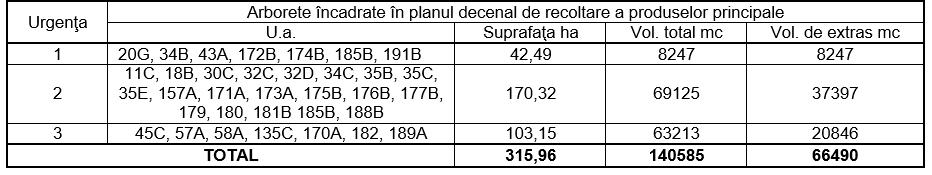 Urgenţa
Arborete încadrate în planul decenal de recoltare a produselor principale
U.a. Suprafaţa ha Vol. total mc Vol. de extras mc
1 20G, 34B, 43A, 172B, 174B, 185B, 191B 42,49 8247 8247
11C, 18B, 30C, 32C, 32D, 34C, 35B, 35C,
2 35E, 157A, 171A, 173A, 175B, 176B, 177B, 170,32 69125 37397
179, 180, 181B 185B, 188B
3 45C, 57A, 58A, 135C, 170A, 182, 189A 103,15 63213 20846
TOTAL 315,96 140585 66490